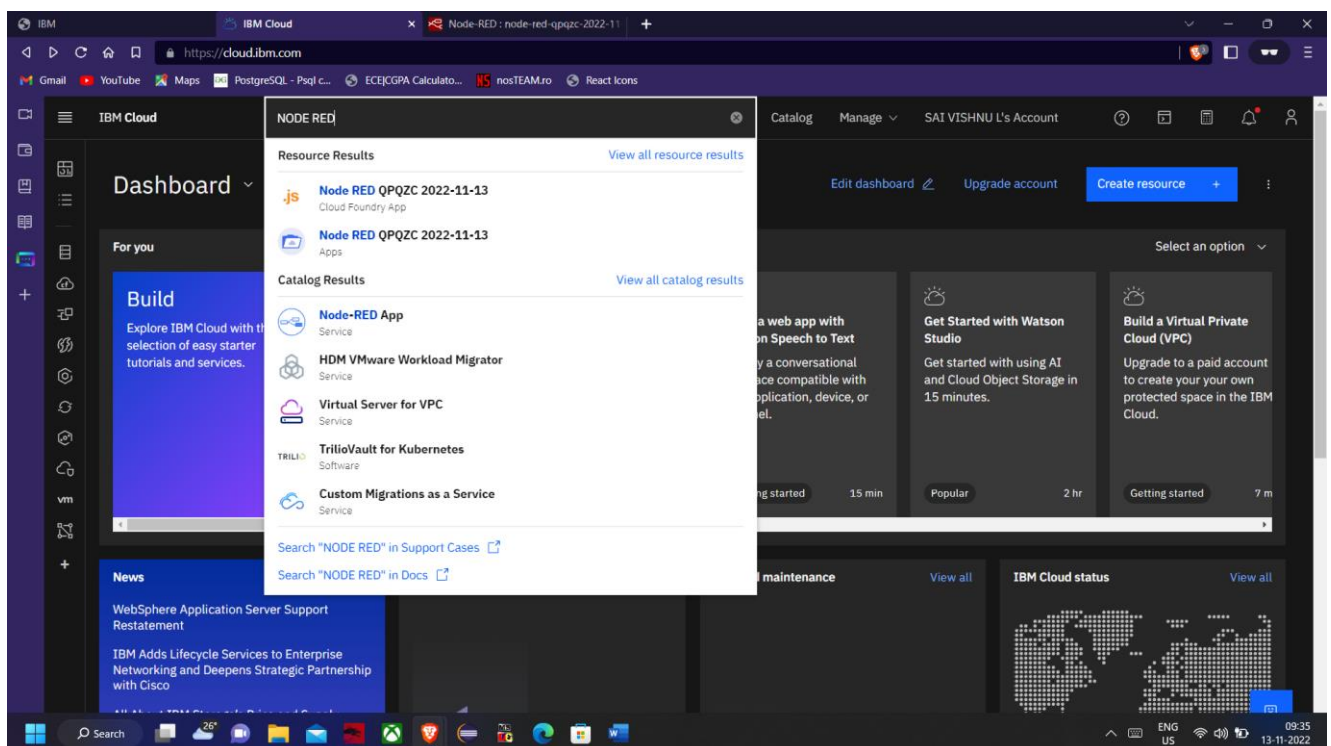 IBM
IBM Cloud
Node-RED : node-red-qpqzc-2022-11
https://cloud.ibm.com
Gmail
YouTube
Maps
PostgreSQL - Psql c...
ECE|CGPA Calculato...
nosTEAM.ro
React Icons
IBM Cloud
NODE RED
Catalog
Manage
SAI VISHNU L's Account
Dashboard
Edit dashboard
Upgrade account
Create resource +
Resource Results
View all resource results
.js
Node RED QPQZC 2022-11-13
Cloud Foundry App
Node RED QPQZC 2022-11-13
Apps
Catalog Results
View all catalog results
Node-RED App
Service
HDM VMware Workload Migrator
Service
Virtual Server for VPC
Service
TRILIO
TrilioVault for Kubernetes
Software
Custom Migrations as a Service
Service
Search "NODE RED" in Support Cases
Search "NODE RED" in Docs
For you
Select an option
Build
Explore IBM Cloud with
selection of easy starter
tutorials and services.
a web app with
Speech to Text
a conversational
compatible with
device, or
15 min
Get Started with Watson
Studio
Get started with using AI
and Cloud Object Storage in
15 minutes.
Popular
2 hr
Build a Virtual Private
Cloud (VPC)
Upgrade to a paid account
to create your your own
protected space in the IBM
Cloud.
Getting started
7 m
vm
News
WebSphere Application Server Support
Restatement
IBM Adds Lifecycle Services to Enterprise
Networking and Deepens Strategic Partnership
with Cisco
maintenance
View all
IBM Cloud status
View all
26°
Search
ENG
US
09:35
13-11-2022